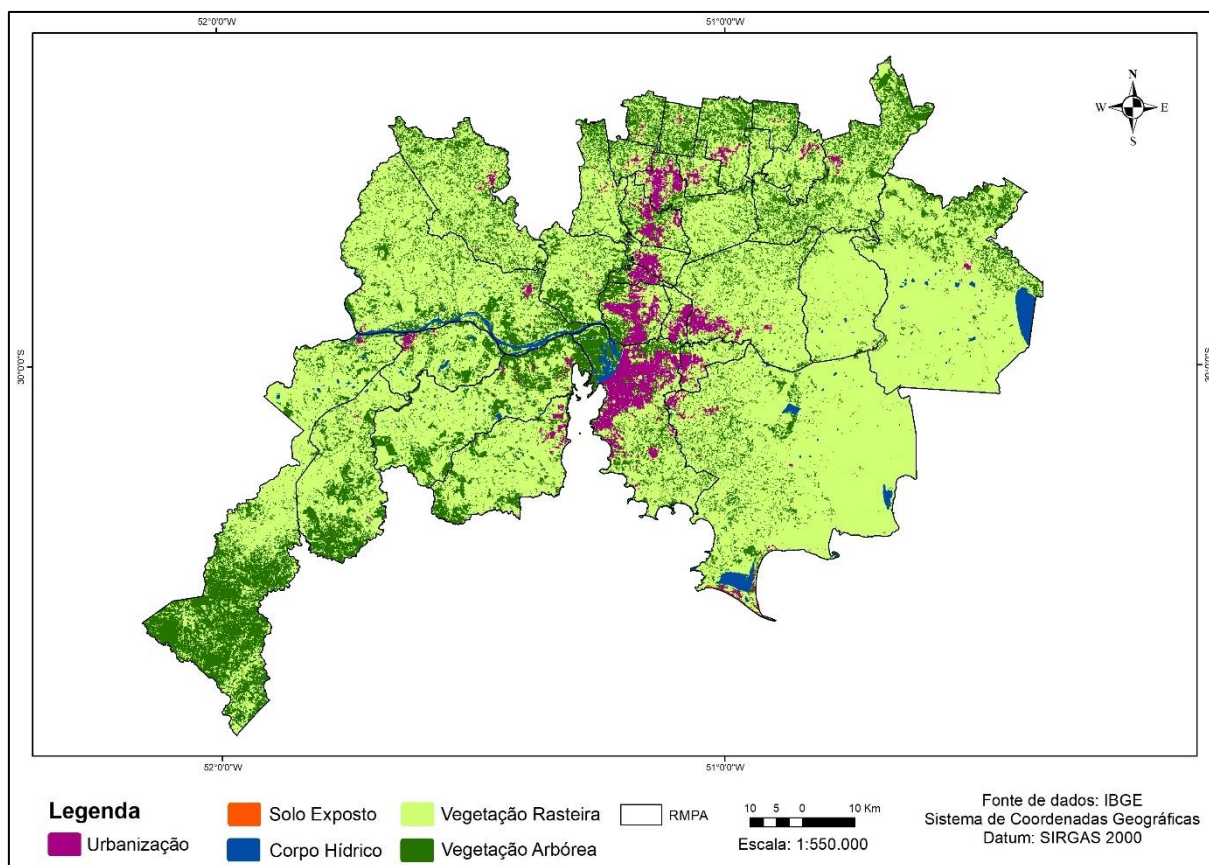 52°0'0"W
51°0'0"W
N
W
E
S
30°0'0"S
30°0'0"S
52°0'0"W
51°0'0"W
Legenda
Urbanização
Solo Exposto
Corpo Hídrico
Vegetação Rasteira
Vegetação Arbórea
RMPA
10 5 0 10 Km
Escala: 1:550.000
Fonte de dados: IBGE
Sistema de Coordenadas Geográficas
Datum: SIRGAS 2000